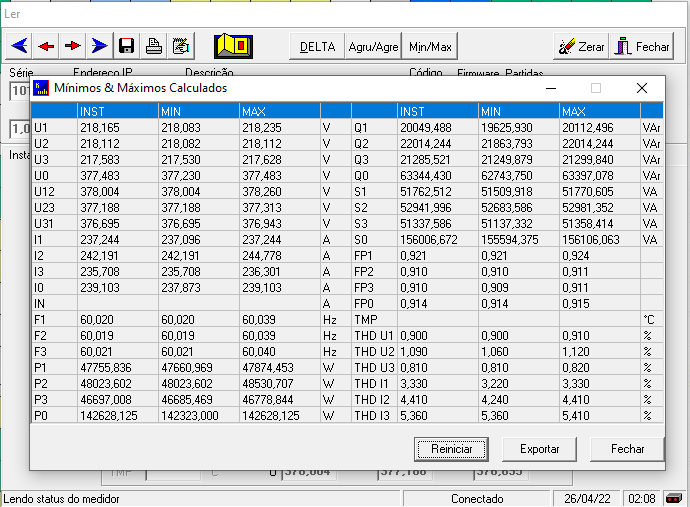 Ler
DELTA Agru/Agre Min/Max Zerar Fechar
Série Endereço IP Descrição Código Firmware Partidas
Mínimos & Máximos Calculados
INST MIN MAX INST MIN MAX
U1 218,165 218,083 218,235 V Q1 20049,488 19625,930 20112,496 VAr
U2 218,112 218,082 218,112 V Q2 22014,244 21863,793 22014,244 VAr
U3 217,583 217,530 217,628 V Q3 21285,521 21249,879 21299,840 VAr
U0 377,483 377,230 377,483 V Q0 63344,430 62743,750 63397,078 VAr
U12 378,004 378,004 378,260 V S1 51762,512 51509,918 51770,605 VA
U23 377,188 377,188 377,313 V S2 52941,996 52683,586 52981,352 VA
U31 376,695 376,695 376,943 V S3 51337,586 51137,332 51358,414 VA
I1 237,244 237,096 237,244 A S0 156006,672 155594,375 156106,063 VA
I2 242,191 242,191 244,778 A FP1 0,921 0,921 0,924
I3 235,708 235,708 236,301 A FP2 0,910 0,910 0,911
I0 239,103 237,873 239,103 A FP3 0,910 0,909 0,911
IN A FP0 0,914 0,914 0,915
F1 60,020 60,020 60,039 Hz TMP °C
F2 60,019 60,019 60,039 Hz THD U1 0,900 0,900 0,910 %
F3 60,021 60,021 60,040 Hz THD U2 1,090 1,060 1,120 %
P1 47755,836 47660,969 47874,453 W THD U3 0,810 0,810 0,820 %
P2 48023,602 48023,602 48530,707 W THD I1 3,330 3,220 3,330 %
P3 46697,008 46685,469 46778,844 W THD I2 4,410 4,240 4,410 %
P0 142628,125 142323,000 142628,125 W THD I3 5,360 5,360 5,410 %
Reiniciar Exportar Fechar
Lendo status do medidor Conectado 26/04/22 02:08